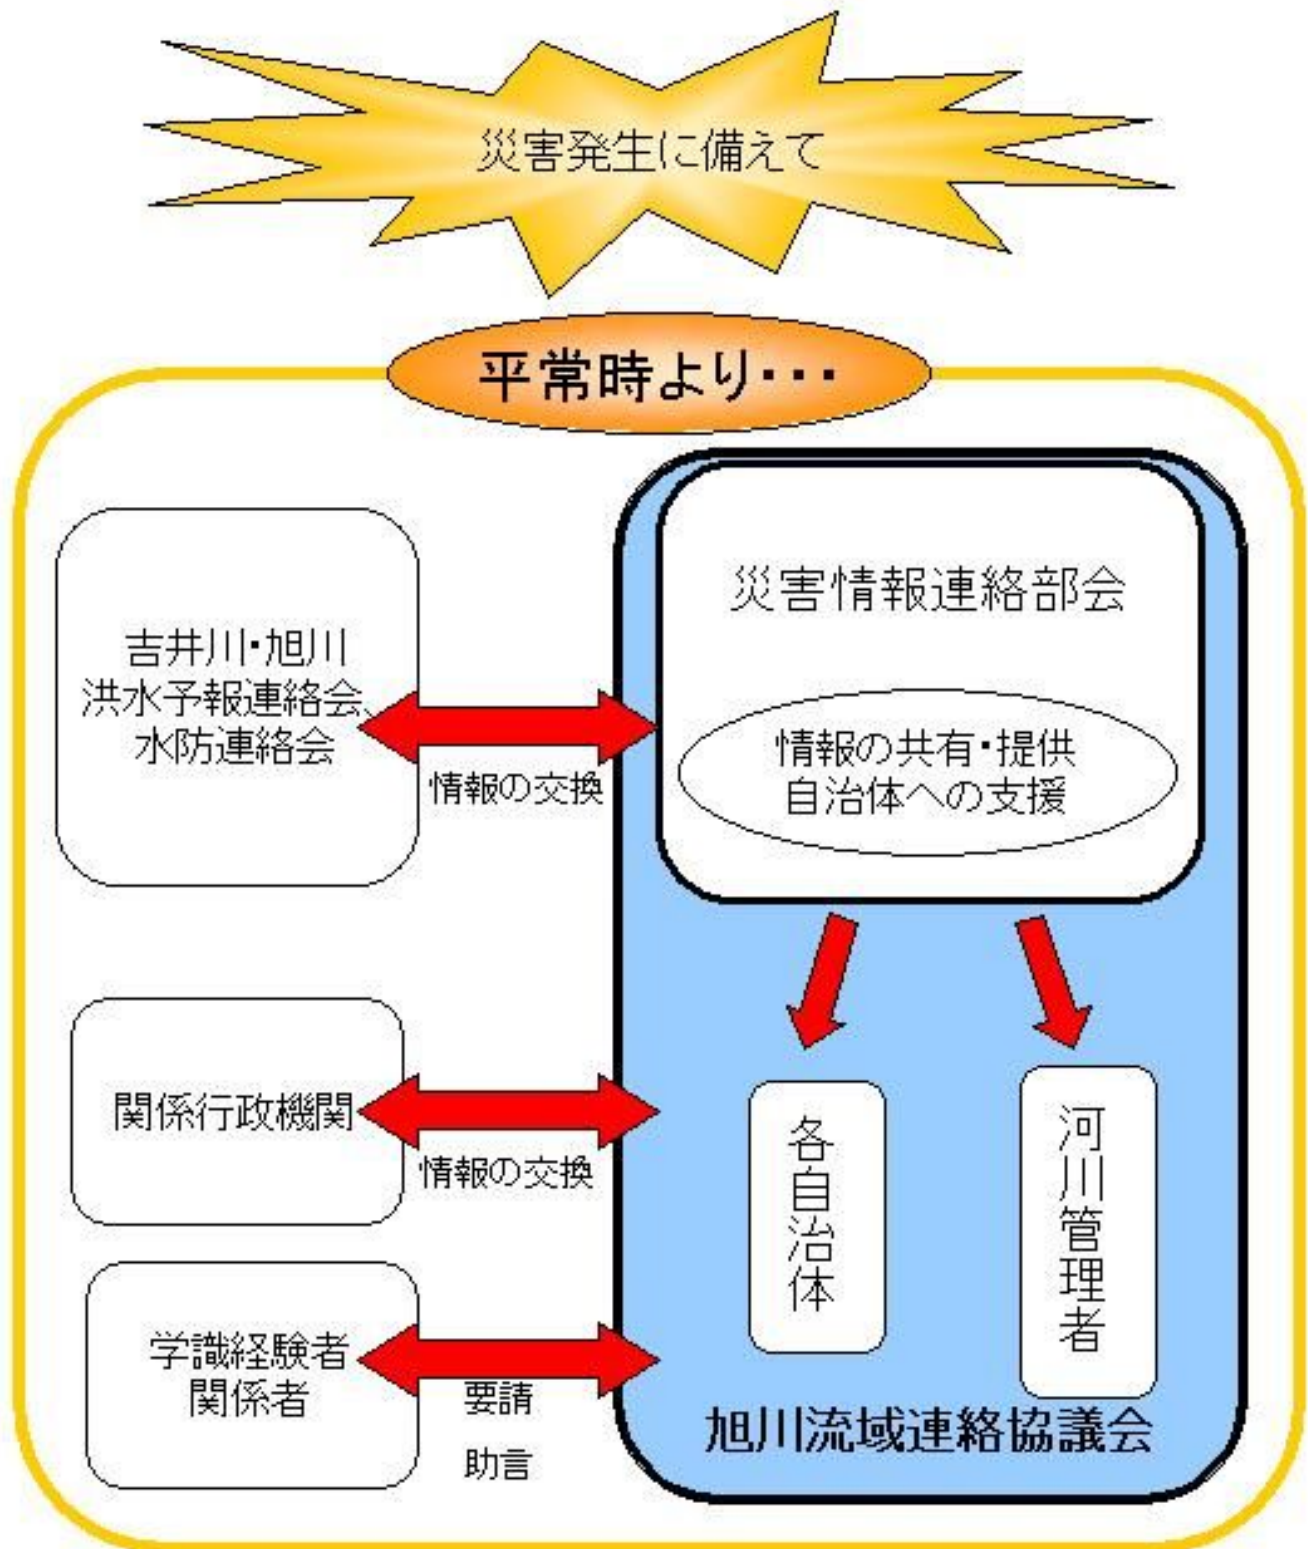 災害発生に備えて
平常時より・・・
吉井川・旭川
洪水予報連絡会、
水防連絡会
情報の交換
災害情報連絡部会
情報の共有・提供
自治体への支援
関係行政機関
情報の交換
学識経験者
関係者
要請
助言
各自治体
河川管理者
旭川流域連絡協議会